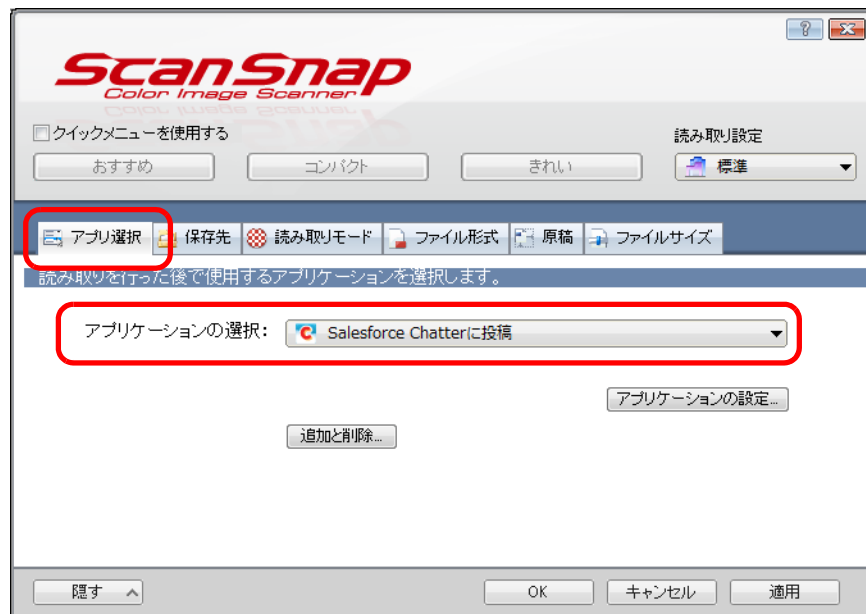 ScanSnap
Color Image Scanner
クイックメニューを使用する
読み取り設定
おすすめ
コンパクト
きれい
標準
アプリ選択
保存先
読み取りモード
ファイル形式
原稿
ファイルサイズ
読み取りを行った後で使用するアプリケーションを選択します。
アプリケーションの選択:
Salesforce Chatterに投稿
アプリケーションの設定...
追加と削除...
隠す
OK
キャンセル
適用